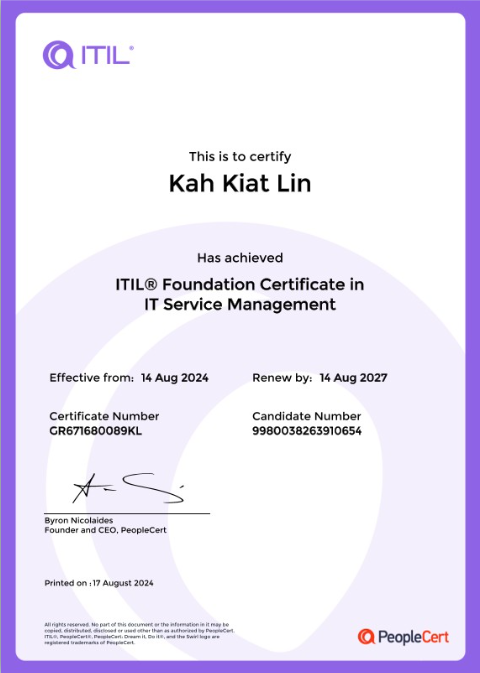 ITIL®
This is to certify
Kah Kiat Lin
Has achieved
ITIL® Foundation Certificate in
IT Service Management
Effective from: 14 Aug 2024
Renew by: 14 Aug 2027
Certificate Number
GR671680089KL
Candidate Number
9980038263910654
Byron Nicolaides
Founder and CEO, PeopleCert
Printed on : 17 August 2024
All rights reserved. No part of this document or the information in it may be
copied, distributed, disclosed or used other than as authorized by PeopleCert.
ITIL®, PeopleCert®, PeopleCert. Dream it. Do it®, and the Swirl logo are
registered trademarks of PeopleCert.
PeopleCert